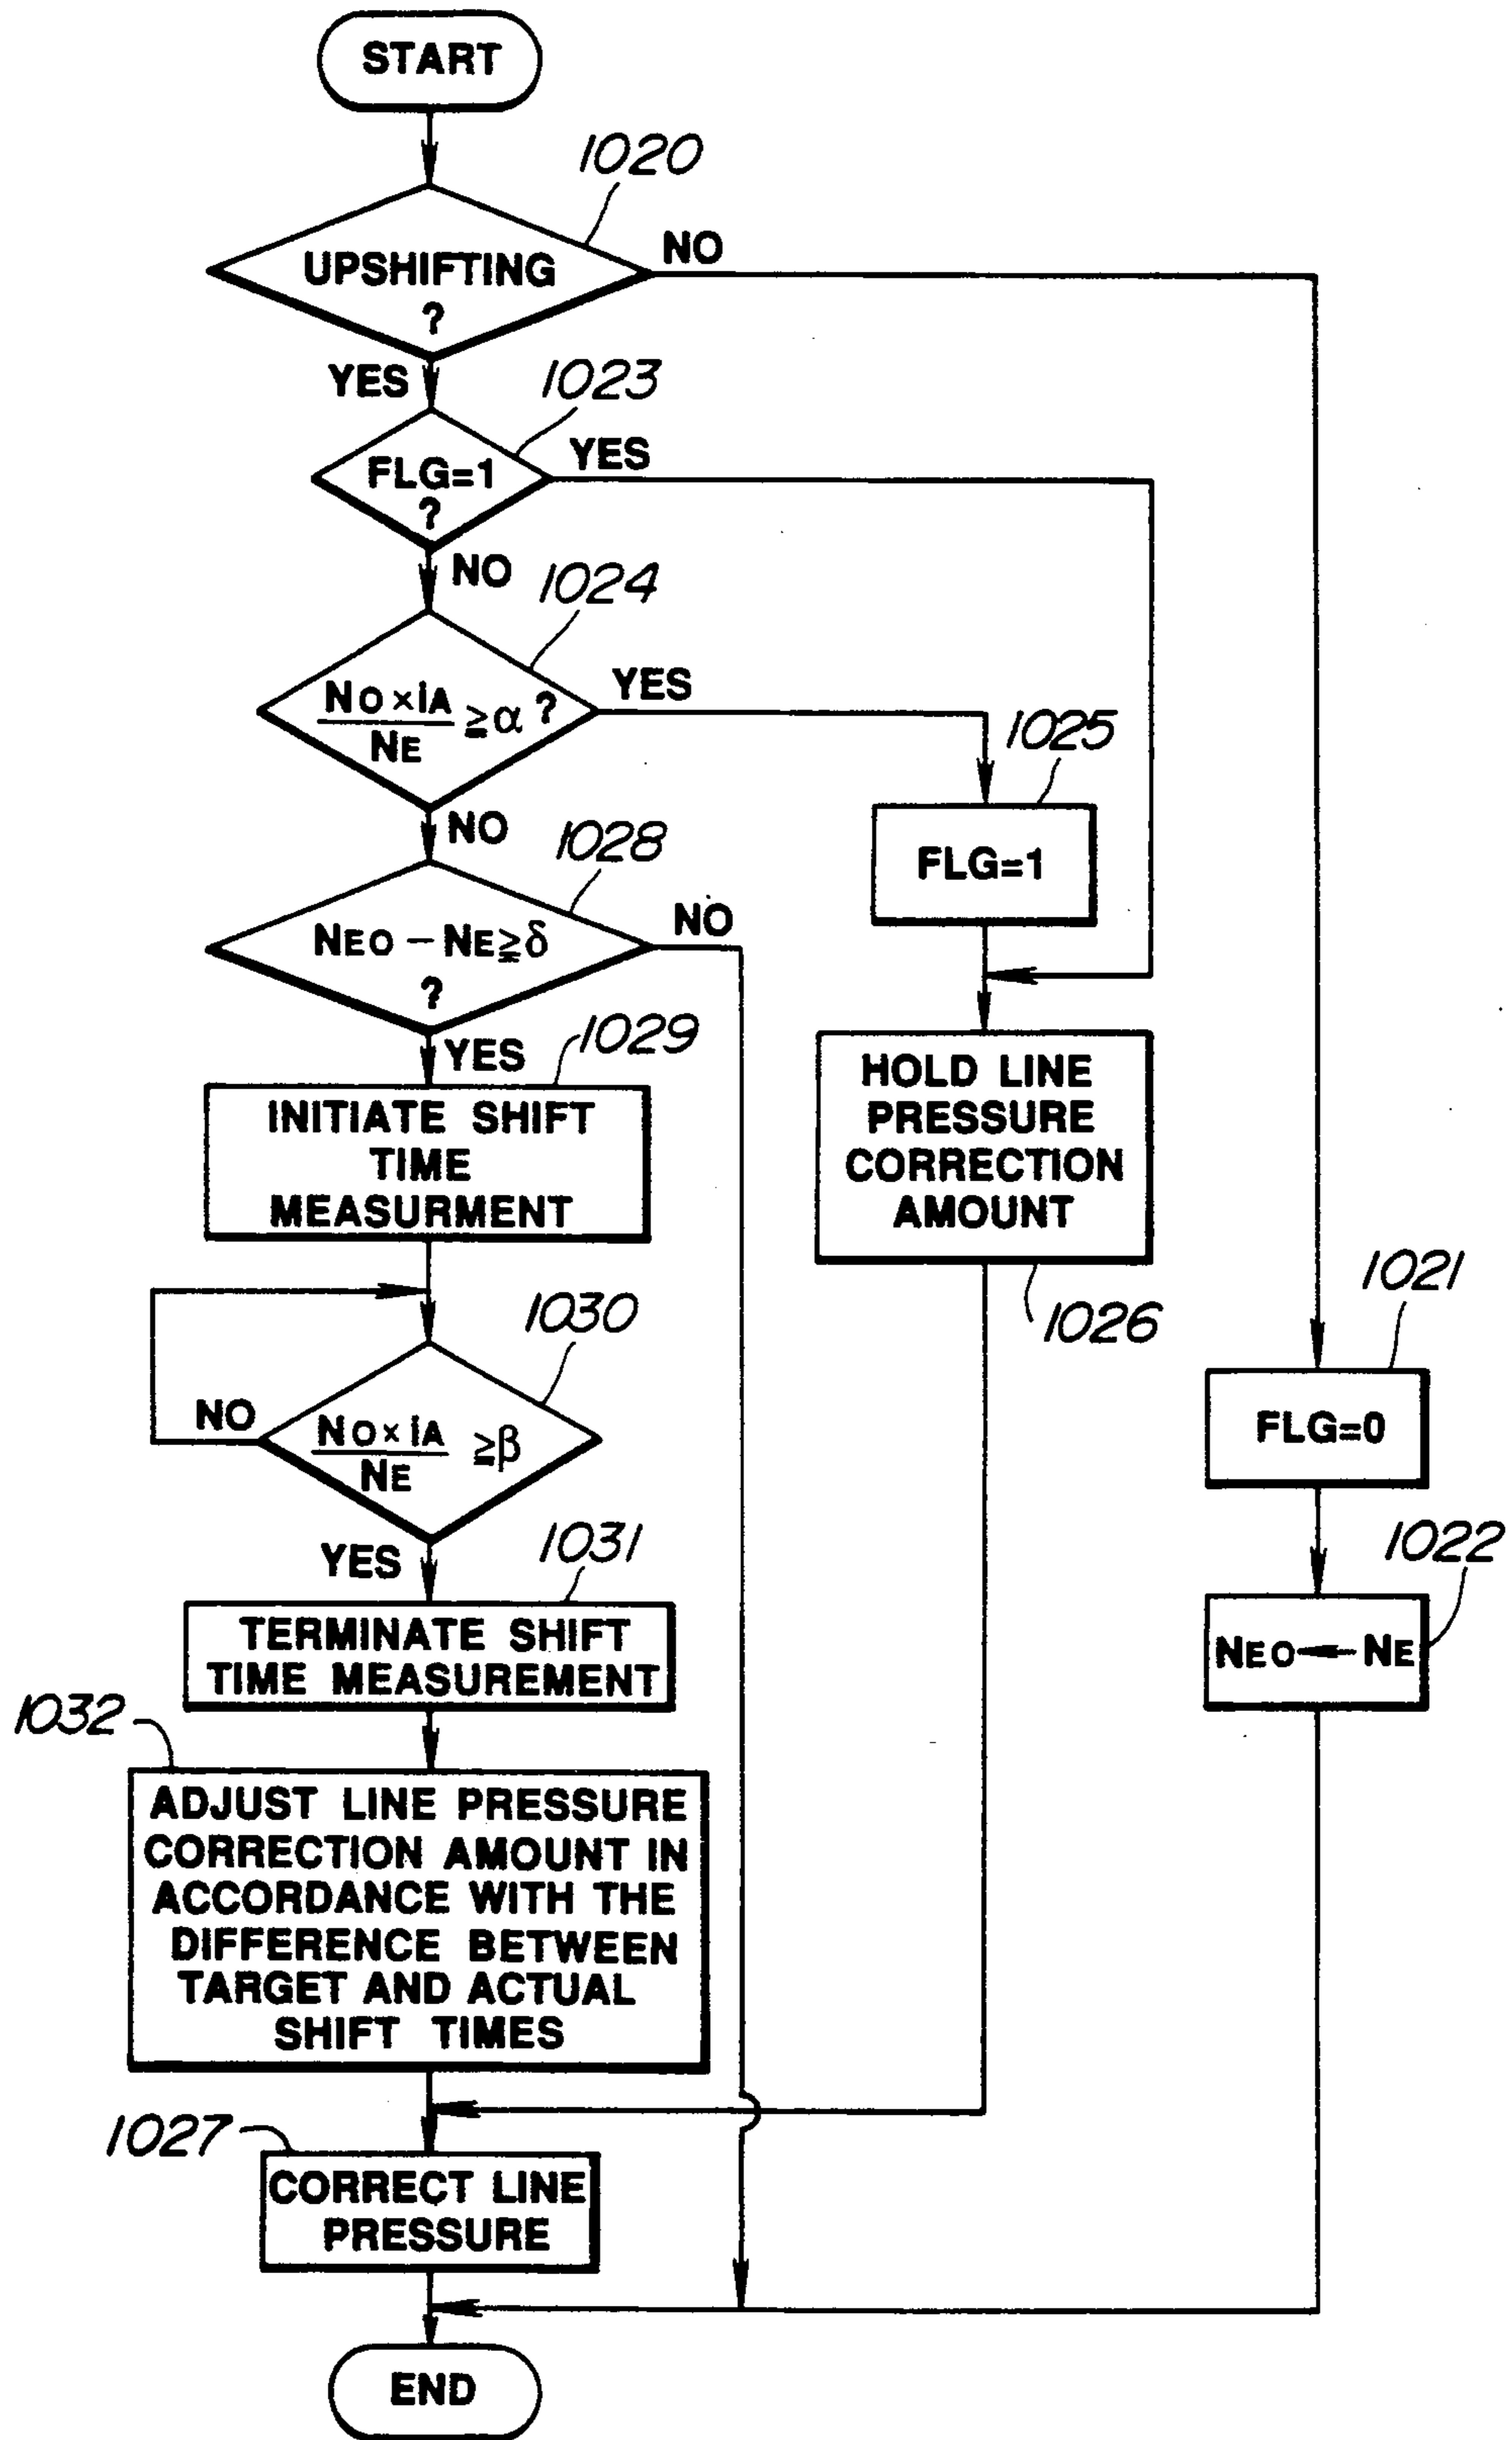 START
1020
UPSHIFTING
?
NO
YES
1023
FLG=1
?
YES
NO
1024
NO×iA
NE
≧α ?
YES
1025
FLG=1
NO
1028
NEO – NE≧δ
?
NO
YES
1029
INITIATE SHIFT
TIME
MEASURMENT
HOLD LINE
PRESSURE
CORRECTION
AMOUNT
1026
1030
NO×iA
NE
≧β
NO
YES
1021
FLG=0
1022
NEO←NE
1031
TERMINATE SHIFT
TIME MEASUREMENT
1032
ADJUST LINE PRESSURE
CORRECTION AMOUNT IN
ACCORDANCE WITH THE
DIFFERENCE BETWEEN
TARGET AND ACTUAL
SHIFT TIMES
1027
CORRECT LINE
PRESSURE
END